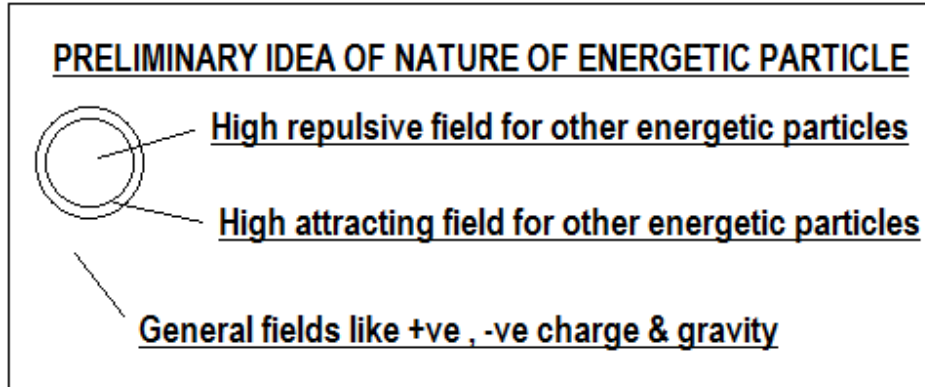 PRELIMINARY IDEA OF NATURE OF ENERGETIC PARTICLE
High repulsive field for other energetic particles
High attracting field for other energetic particles
General fields like +ve , -ve charge & gravity